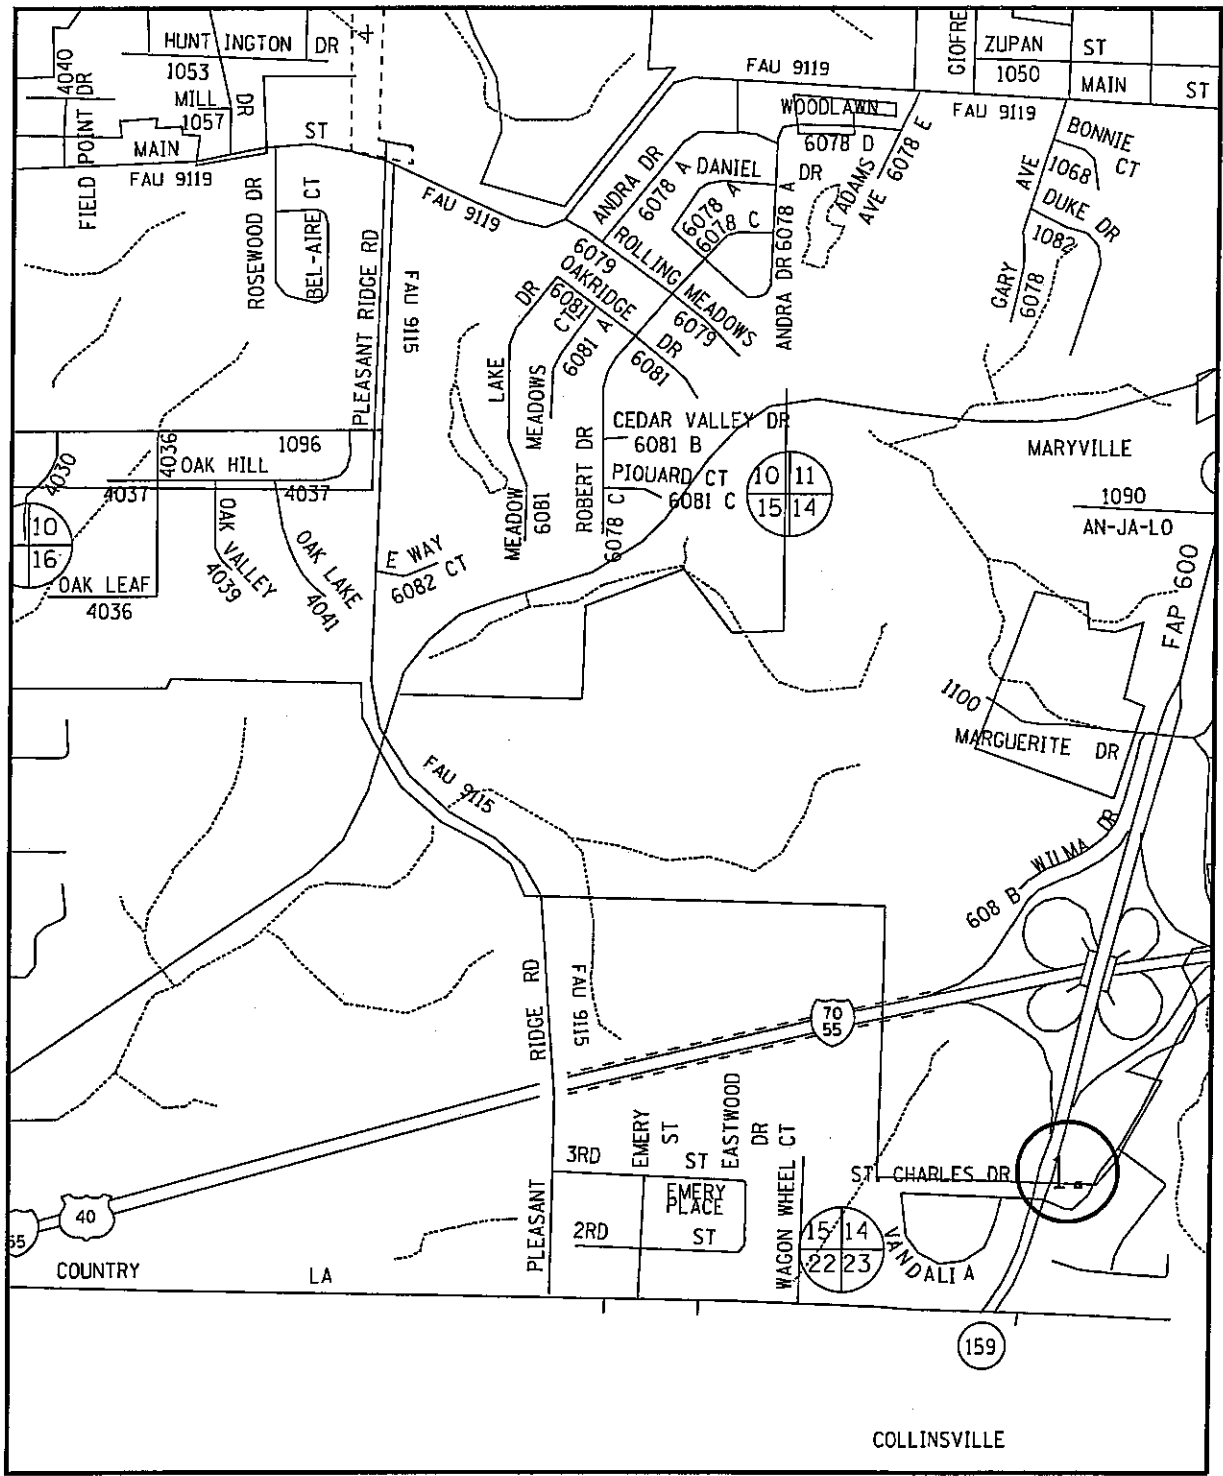 HUNTINGTON DR
1053
4040
FIELD POINT DR
MILL
1057
DR
4
MAIN ST
FAU 9119
ROSEWOOD DR
BEL-AIRE CT
PLEASANT RIDGE RD
FAU 9115
FAU 9119
FAU 9119
GIOFRE
ZUPAN ST
1050
MAIN ST
FAU 9119
WOODLAWN
6078 D
ANDRA DR
6078 A
DANIEL DR
6078 A
6078 C
ANDRA DR 6078 A
ADAMS
AVE 6078 E
BONNIE CT
1068
DUKE DR
1082
GARY AVE
6078
ROLLING MEADOWS
6079
6079
OAKRIDGE DR
6081
6081
LAKE DR
MEADOWS CT
6081 A
MEADOW
6081
ROBERT DR
6078 C
CEDAR VALLEY DR
6081 B
PIOUARD CT
6081 C
10 11
15 14
MARYVILLE
1090
AN-JA-LO
FAP 600
1096
4030
4036
OAK HILL
4037
4037
10
16
OAK LEAF
4036
OAK VALLEY
4039
OAK LAKE
4041
E WAY
6082 CT
1100
MARGUERITE DR
FAU 9115
WILMA DR
608 B
RIDGE RD
FAU 9115
70
55
PLEASANT
3RD ST
EMERY ST
EASTWOOD DR
EMERY
PLACE
2RD ST
WAGON WHEEL CT
ST CHARLES DR
1
15 14
22 23
VANDALIA
55
40
COUNTRY LA
159
COLLINSVILLE